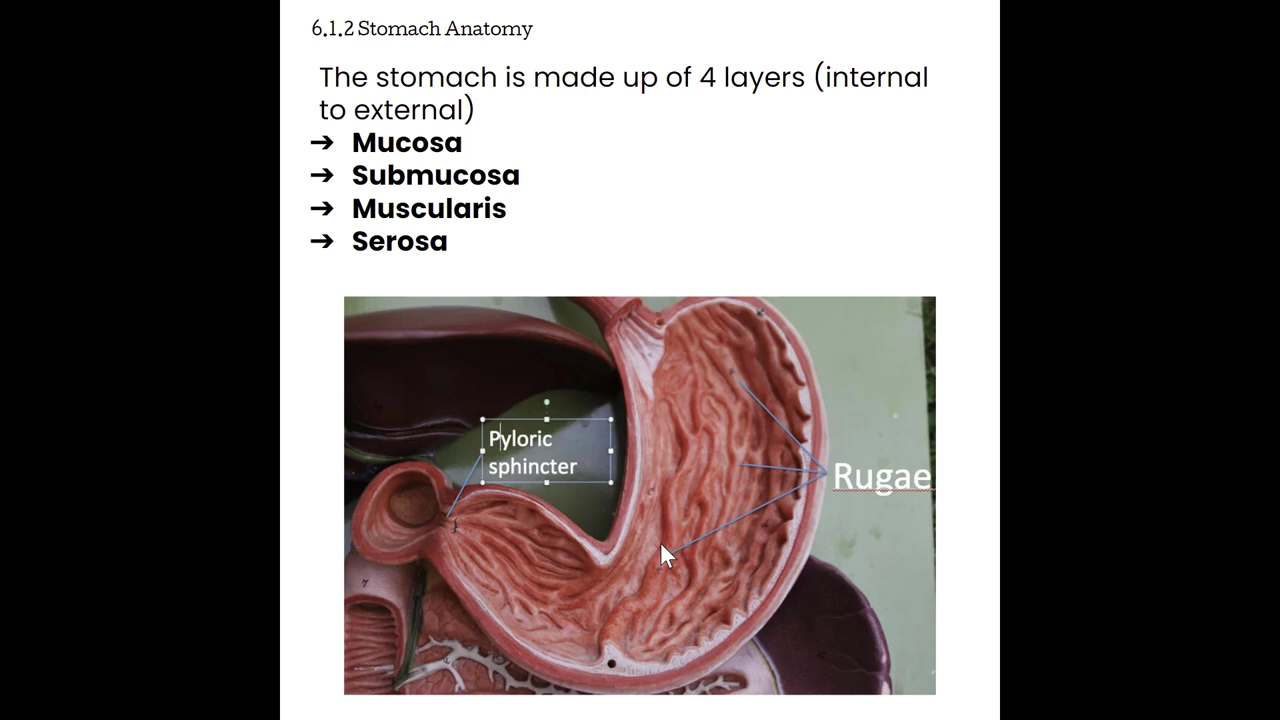 6.1.2 Stomach Anatomy
The stomach is made up of 4 layers (internal
to external)
➔ Mucosa
➔ Submucosa
➔ Muscularis
➔ Serosa
Pyloric
sphincter
Rugae